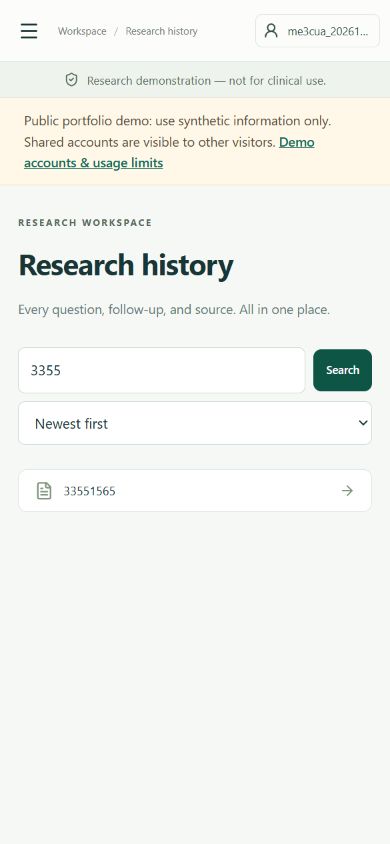 Workspace / Research history
me3cua_20261...
Research demonstration — not for clinical use.
Public portfolio demo: use synthetic information only.
Shared accounts are visible to other visitors. Demo
accounts & usage limits
RESEARCH WORKSPACE
Research history
Every question, follow-up, and source. All in one place.
3355
Search
Newest first
33551565